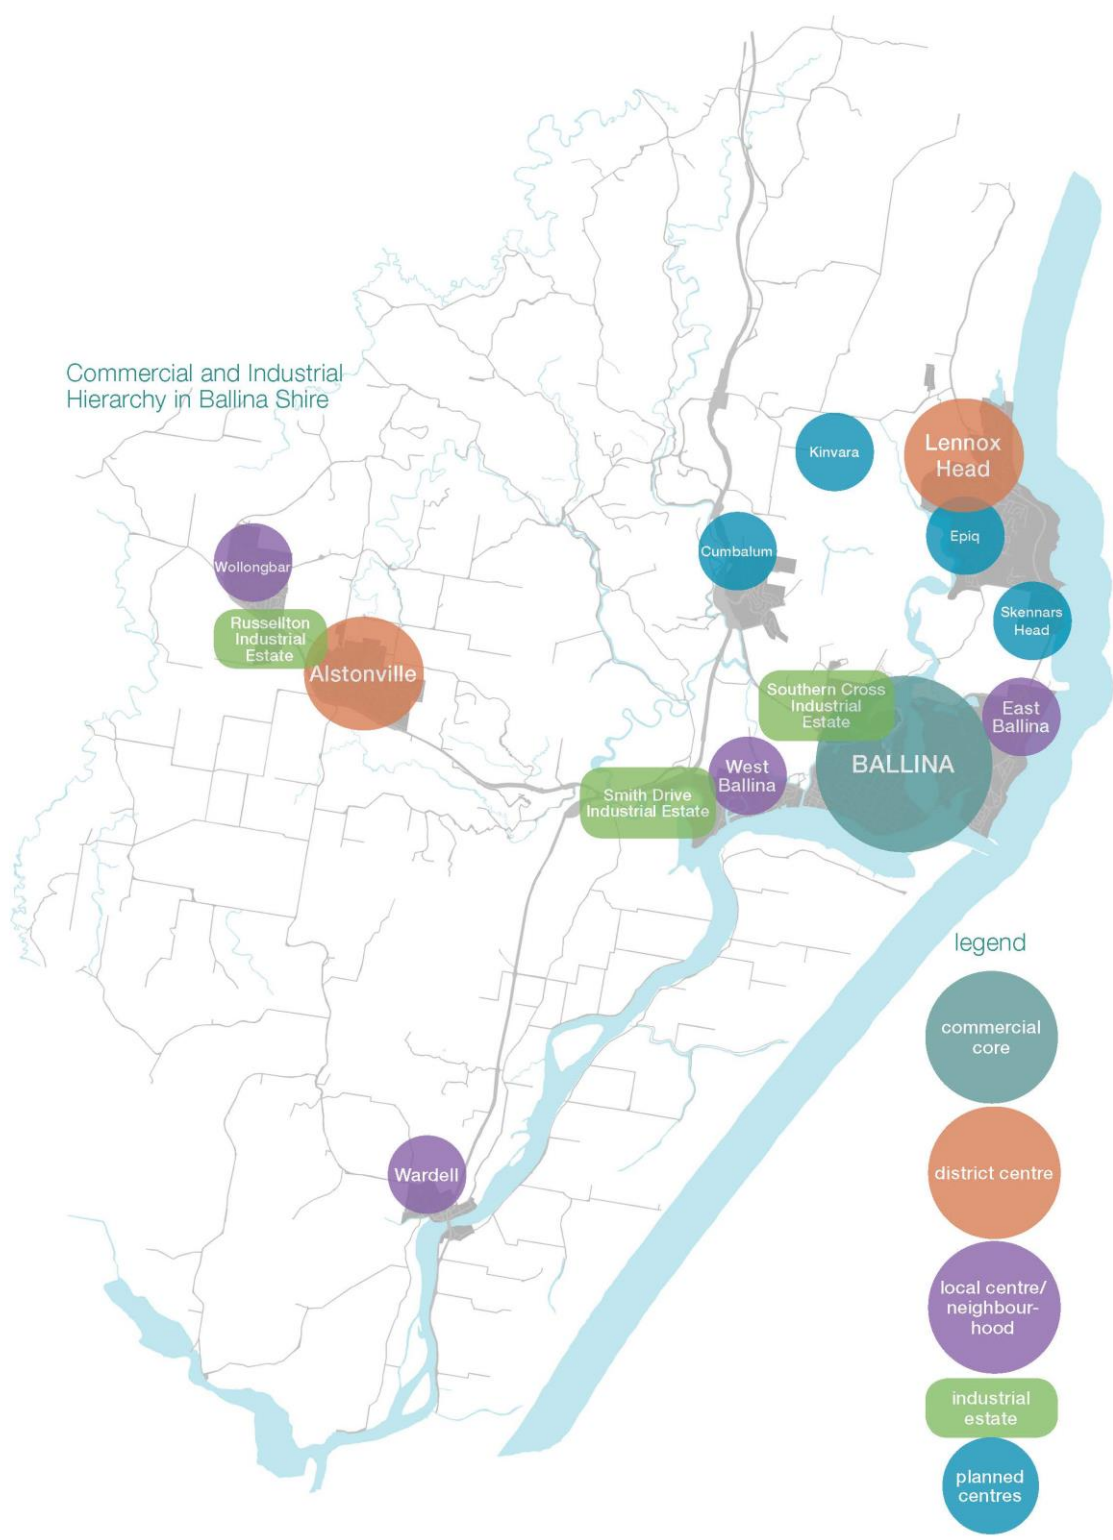 Commercial and Industrial
Hierarchy in Ballina Shire
Kinvara
Lennox
Head
Epiq
Cumbalum
Wollongbar
Skennars
Head
Russellton
Industrial
Estate
Alstonville
Southern Cross
Industrial
Estate
East
Ballina
BALLINA
West
Ballina
Smith Drive
Industrial Estate
Wardell
legend
commercial
core
district centre
local centre/
neighbour-
hood
industrial
estate
planned
centres